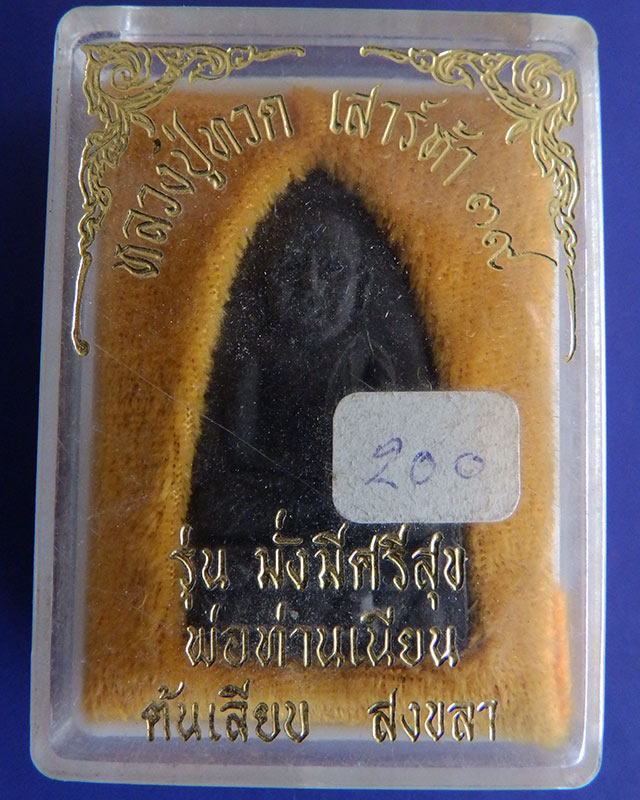 หลวงปู่ทวด เสาร์ห้า ๓๙
200
รุ่น มั่งมีศรีสุข
พ่อท่านเนียน
ต้นเลียบ สงขลา